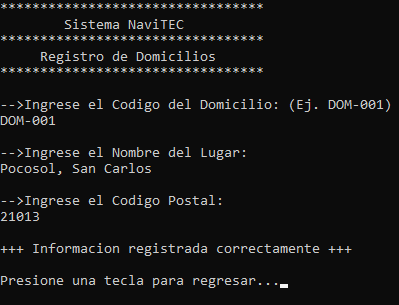 *********************************
Sistema NaviTEC
*********************************
Registro de Domicilios
*********************************
-->Ingrese el Codigo del Domicilio: (Ej. DOM-001)
DOM-001
-->Ingrese el Nombre del Lugar:
Pocosol, San Carlos
-->Ingrese el Codigo Postal:
21013
+++ Informacion registrada correctamente +++
Presione una tecla para regresar...